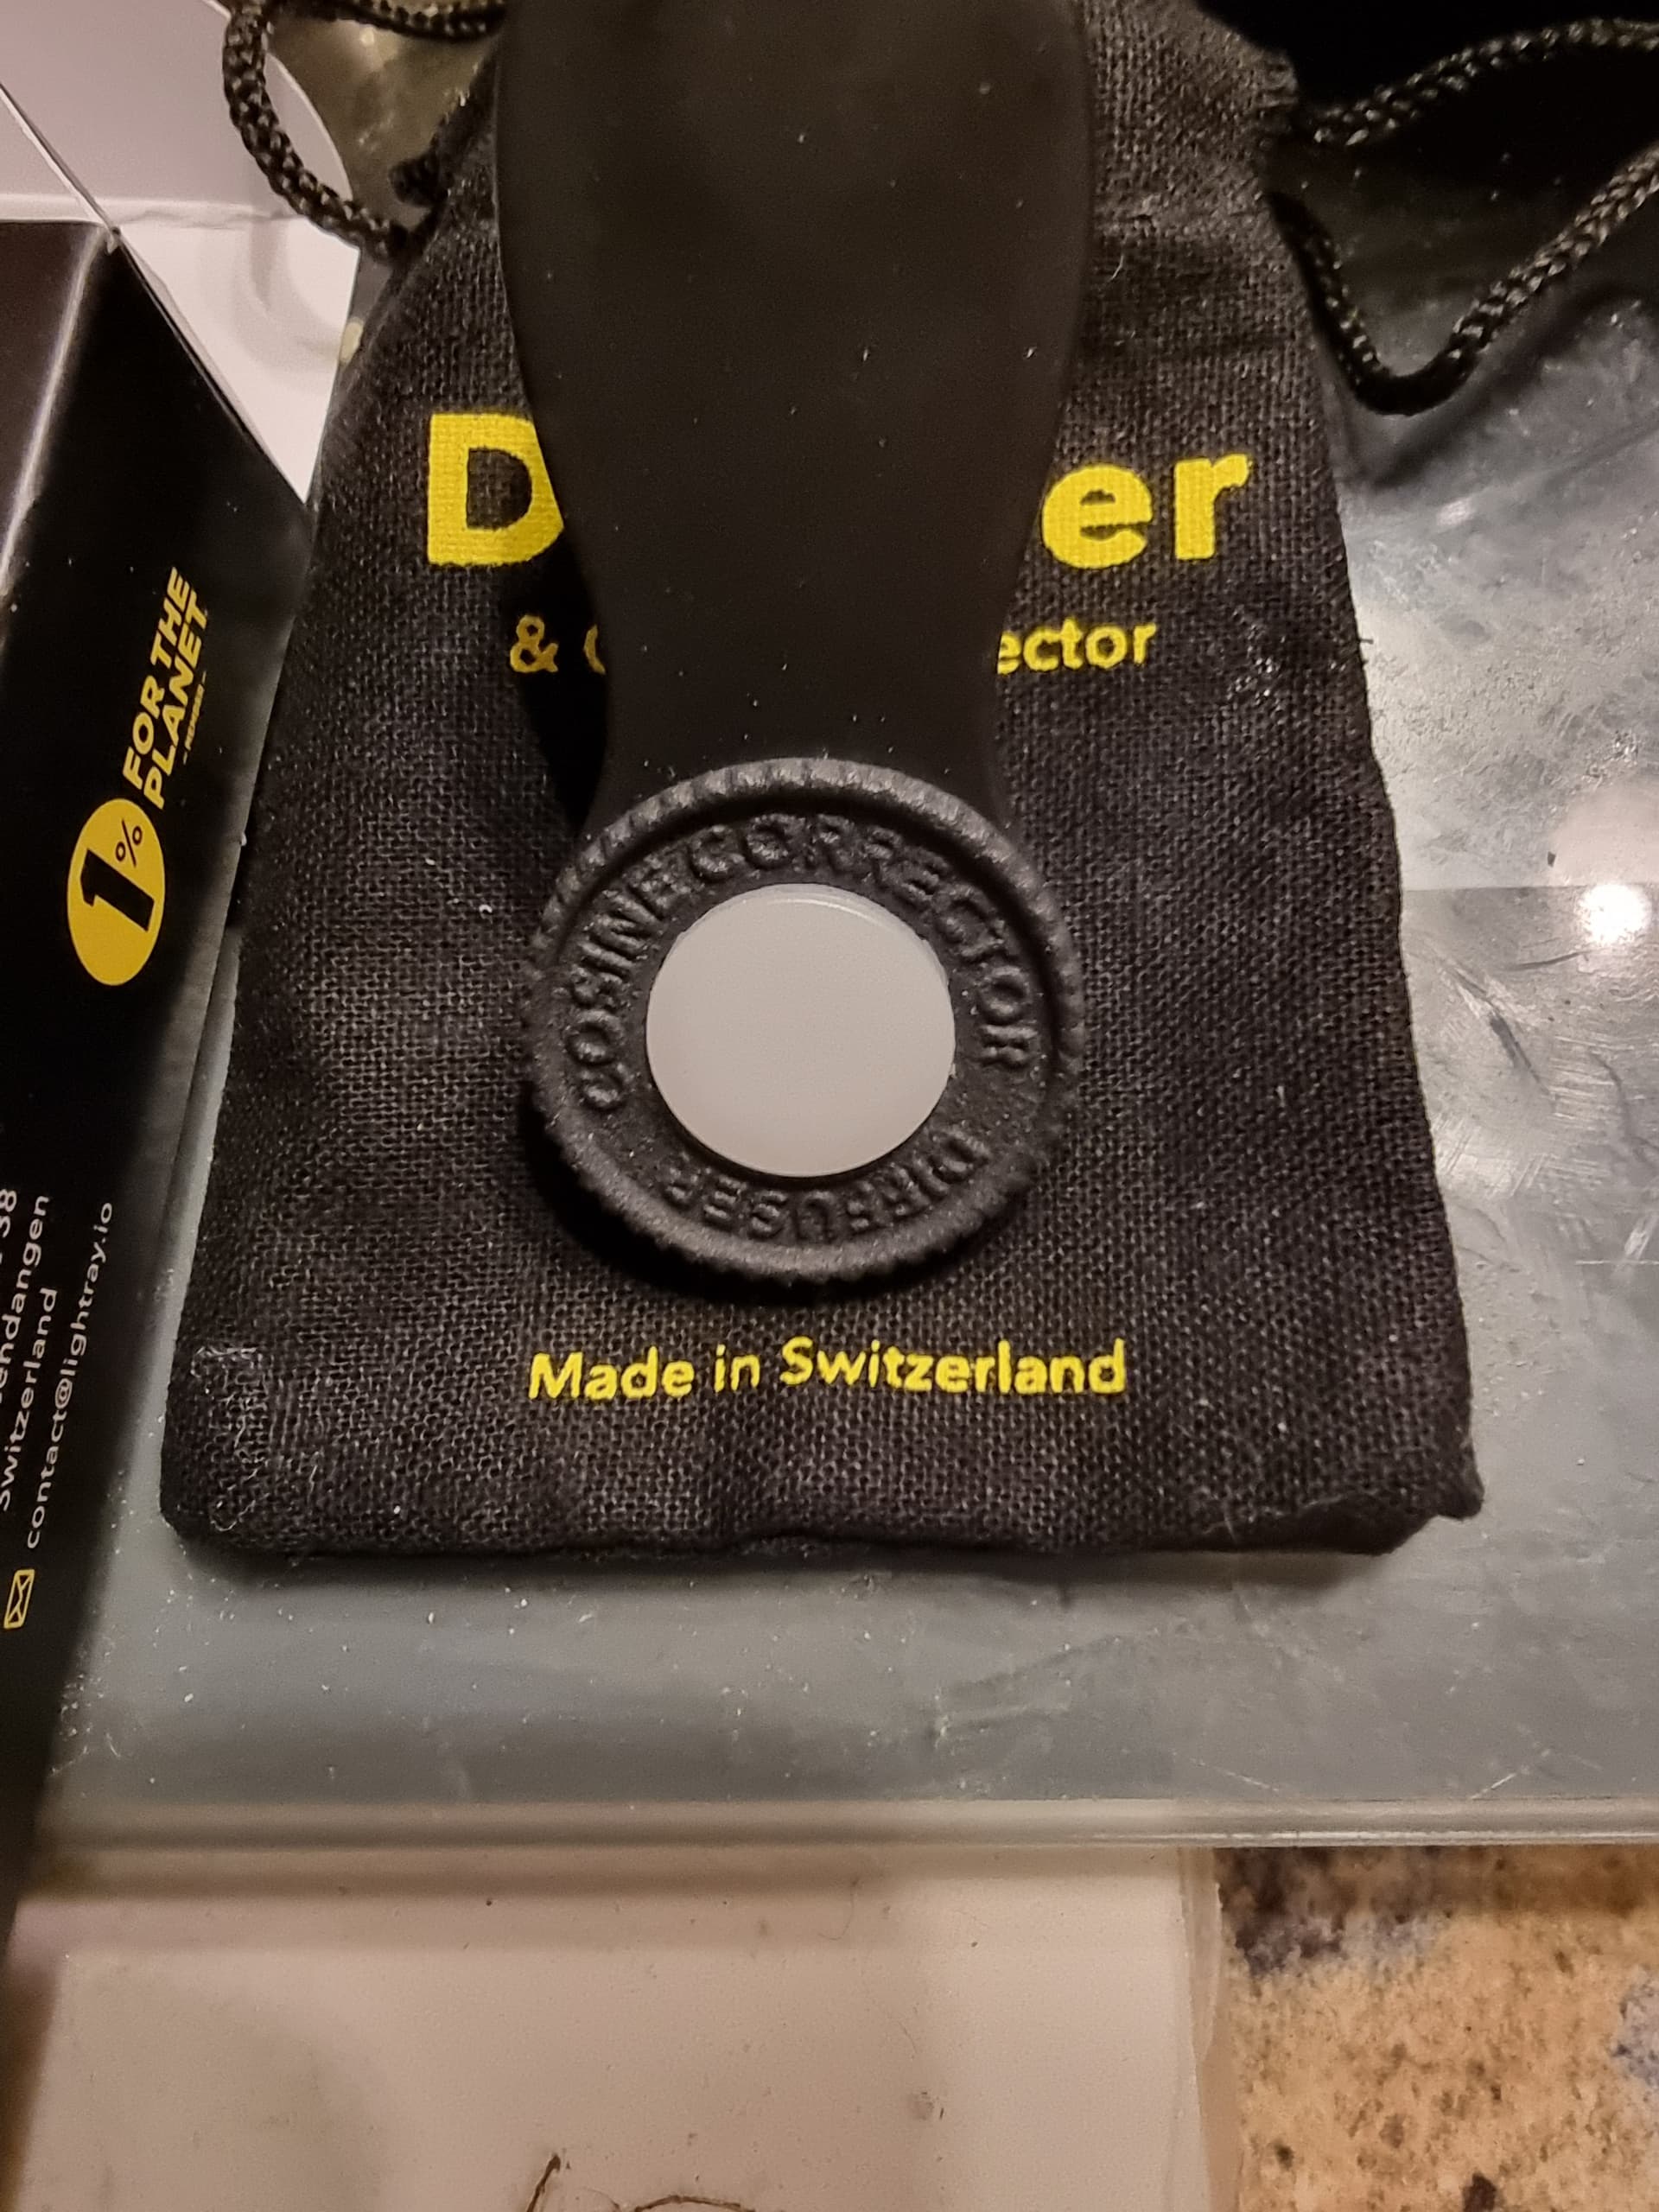 D er
& ector
COSINE CORRECTOR
DIFFUSER
Made in Switzerland
1%
FOR THE
PLANET
Switzerland
contact@lightray.io